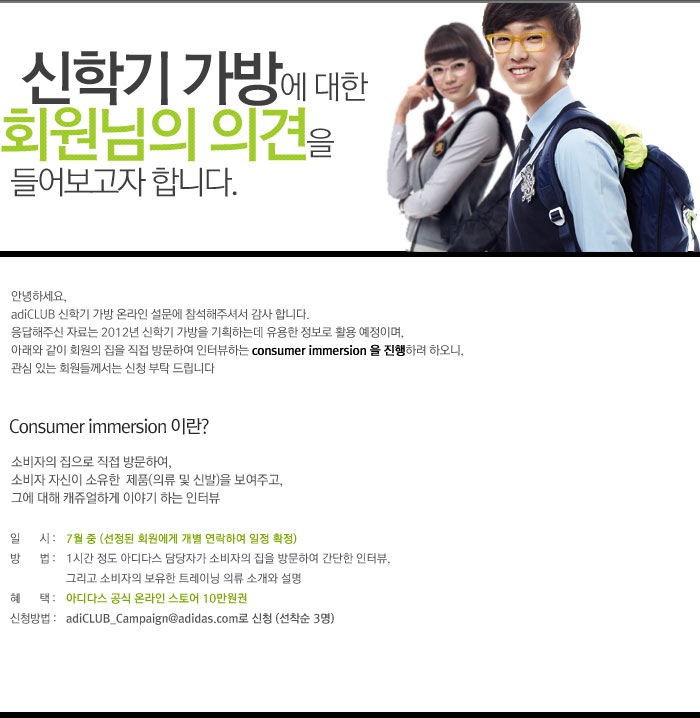 신학기 가방에 대한
회원님의 의견을
들어보고자 합니다.
안녕하세요,
adiCLUB 신학기 가방 온라인 설문에 참석해주셔서 감사 합니다.
응답해주신 자료는 2012년 신학기 가방을 기획하는데 유용한 정보로 활용 예정이며,
아래와 같이 회원의 집을 직접 방문하여 인터뷰하는 consumer immersion 을 진행하려 하오니,
관심 있는 회원들께서는 신청 부탁 드립니다
Consumer immersion 이란?
소비자의 집으로 직접 방문하여,
소비자 자신이 소유한 제품(의류 및 신발)을 보여주고,
그에 대해 캐쥬얼하게 이야기 하는 인터뷰
일 시 : 7월 중 (선정된 회원에게 개별 연락하여 일정 확정)
방 법 : 1시간 정도 아디다스 담당자가 소비자의 집을 방문하여 간단한 인터뷰,
그리고 소비자의 보유한 트레이닝 의류 소개와 설명
혜 택 : 아디다스 공식 온라인 스토어 10만원권
신청방법 : adiCLUB_Campaign@adidas.com로 신청 (선착순 3명)